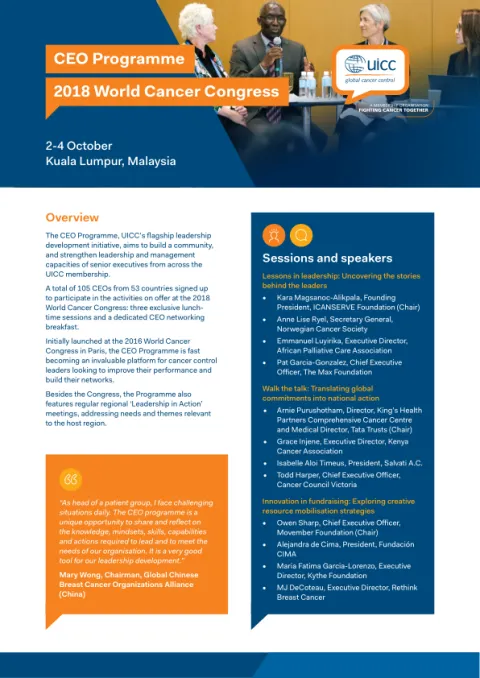 CEO Programme
2018 World Cancer Congress
uicc
global cancer control
A MEMBERSHIP ORGANISATION
FIGHTING CANCER TOGETHER
2-4 October
Kuala Lumpur, Malaysia
Overview
The CEO Programme, UICC's flagship leadership
development initiative, aims to build a community,
and strengthen leadership and management
capacities of senior executives from across the
UICC membership.
A total of 105 CEOs from 53 countries signed up
to participate in the activities on offer at the 2018
World Cancer Congress: three exclusive lunch-
time sessions and a dedicated CEO networking
breakfast.
Initially launched at the 2016 World Cancer
Congress in Paris, the CEO Programme is fast
becoming an invaluable platform for cancer control
leaders looking to improve their performance and
build their networks.
Besides the Congress, the Programme also
features regular regional 'Leadership in Action'
meetings, addressing needs and themes relevant
to the host region.
"As head of a patient group, I face challenging
situations daily. The CEO programme is a
unique opportunity to share and reflect on
the knowledge, mindsets, skills, capabilities
and actions required to lead and to meet the
needs of our organisation. It is a very good
tool for our leadership development."
Mary Wong, Chairman, Global Chinese
Breast Cancer Organizations Alliance
(China)
Sessions and speakers
Lessons in leadership: Uncovering the stories
behind the leaders
• Kara Magsanoc-Alikpala, Founding
President, ICANSERVE Foundation (Chair)
• Anne Lise Ryel, Secretary General,
Norwegian Cancer Society
• Emmanuel Luyirika, Executive Director,
African Palliative Care Association
• Pat Garcia-Gonzalez, Chief Executive
Officer, The Max Foundation
Walk the talk: Translating global
commitments into national action
• Arnie Purushotham, Director, King's Health
Partners Comprehensive Cancer Centre
and Medical Director, Tata Trusts (Chair)
• Grace Injene, Executive Director, Kenya
Cancer Association
• Isabelle Aloi Timeus, President, Salvati A.C.
• Todd Harper, Chief Executive Officer,
Cancer Council Victoria
Innovation in fundraising: Exploring creative
resource mobilisation strategies
• Owen Sharp, Chief Executive Officer,
Movember Foundation (Chair)
• Alejandra de Cima, President, Fundación
CIMA
• Maria Fatima Garcia-Lorenzo, Executive
Director, Kythe Foundation
• MJ DeCoteau, Executive Director, Rethink
Breast Cancer